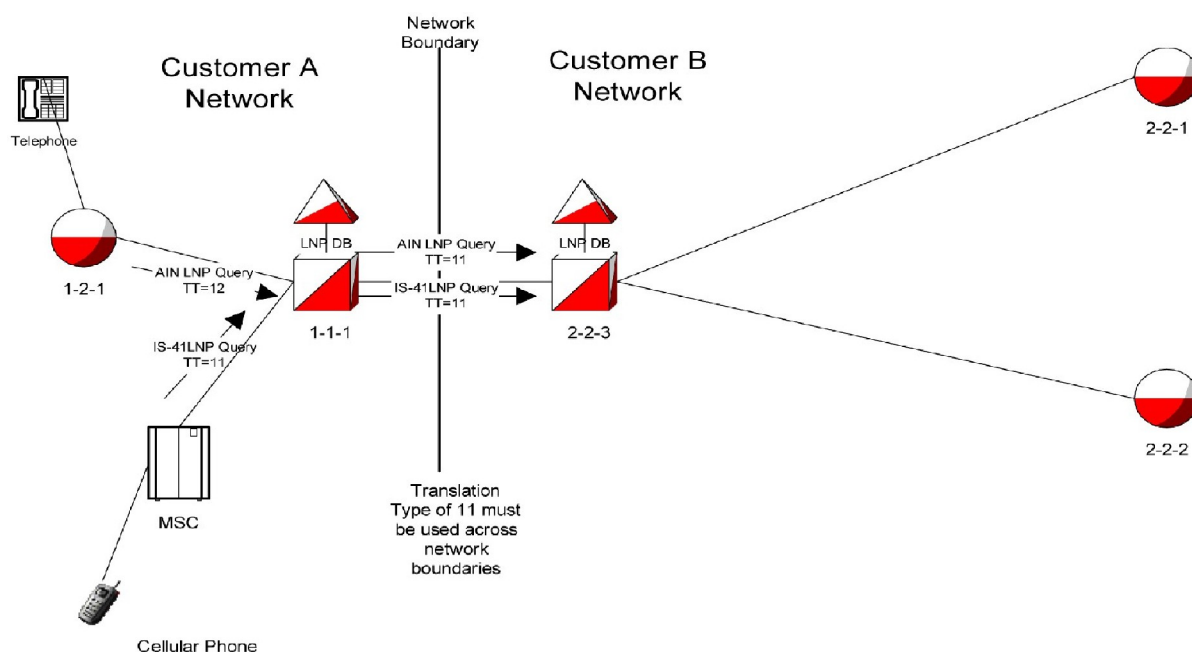 Network
Boundary
Customer A
Network
Customer B
Network
Telephone
2-2-1
LNP DB
LNP DB
AIN LNP Query
TT=11
1-2-1
AIN LNP Query
TT=12
IS-41LNP Query
TT=11
1-1-1
2-2-3
IS-41LNP Query
TT=11
2-2-2
MSC
Translation
Type of 11 must
be used across
network
boundaries
Cellular Phone